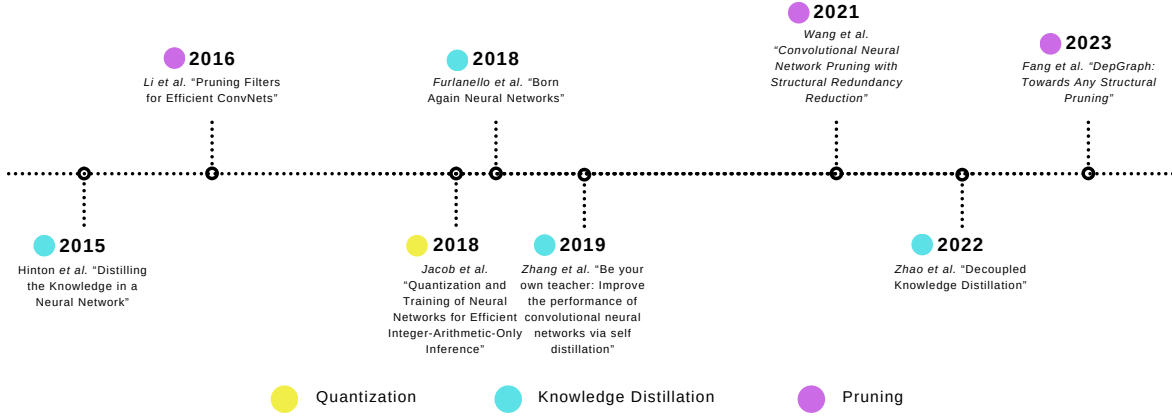 2015
Hinton et al. “Distilling
the Knowledge in a
Neural Network”
2016
Li et al. “Pruning Filters
for Efficient ConvNets”
2018
Jacob et al.
“Quantization and
Training of Neural
Networks for Efficient
Integer-Arithmetic-Only
Inference”
2018
Furlanello et al. “Born
Again Neural Networks”
2019
Zhang et al. “Be your
own teacher: Improve
the performance of
convolutional neural
networks via self
distillation”
2021
Wang et al.
“Convolutional Neural
Network Pruning with
Structural Redundancy
Reduction”
2022
Zhao et al. “Decoupled
Knowledge Distillation”
2023
Fang et al. “DepGraph:
Towards Any Structural
Pruning”
Quantization
Knowledge Distillation
Pruning